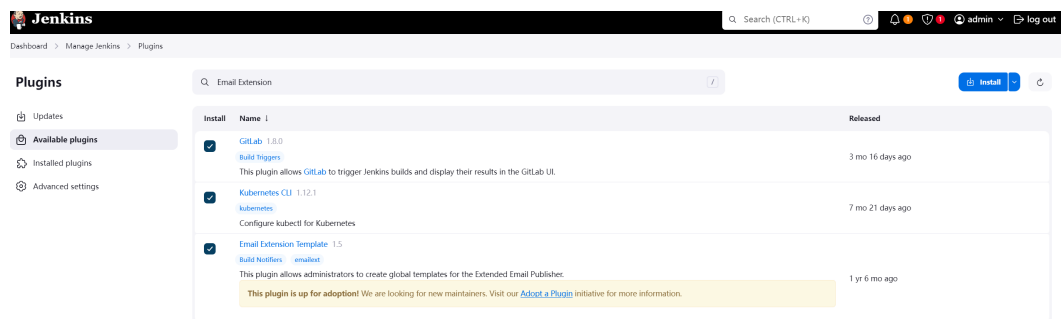 Jenkins
Search (CTRL+K)
?
1
1
admin
log out
Dashboard > Manage Jenkins > Plugins
Plugins
Email Extension
/
Install
Updates
Available plugins
Installed plugins
Advanced settings
Install Name ↓ Released
GitLab 1.8.0
Build Triggers
This plugin allows GitLab to trigger Jenkins builds and display their results in the GitLab UI.
3 mo 16 days ago
Kubernetes CLI 1.12.1
kubernetes
Configure kubectl for Kubernetes
7 mo 21 days ago
Email Extension Template 1.5
Build Notifiers emailext
This plugin allows administrators to create global templates for the Extended Email Publisher.
This plugin is up for adoption! We are looking for new maintainers. Visit our Adopt a Plugin initiative for more information.
1 yr 6 mo ago